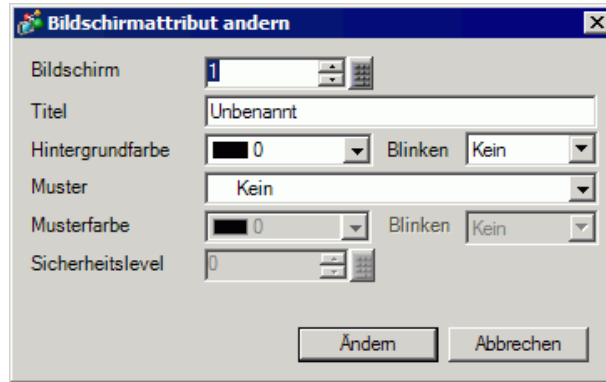 Bildschirmattribut andern
Bildschirm 1
Titel Unbenannt
Hintergrundfarbe 0 Blinken Kein
Muster Kein
Musterfarbe 0 Blinken Kein
Sicherheitslevel 0
Ändern Abbrechen